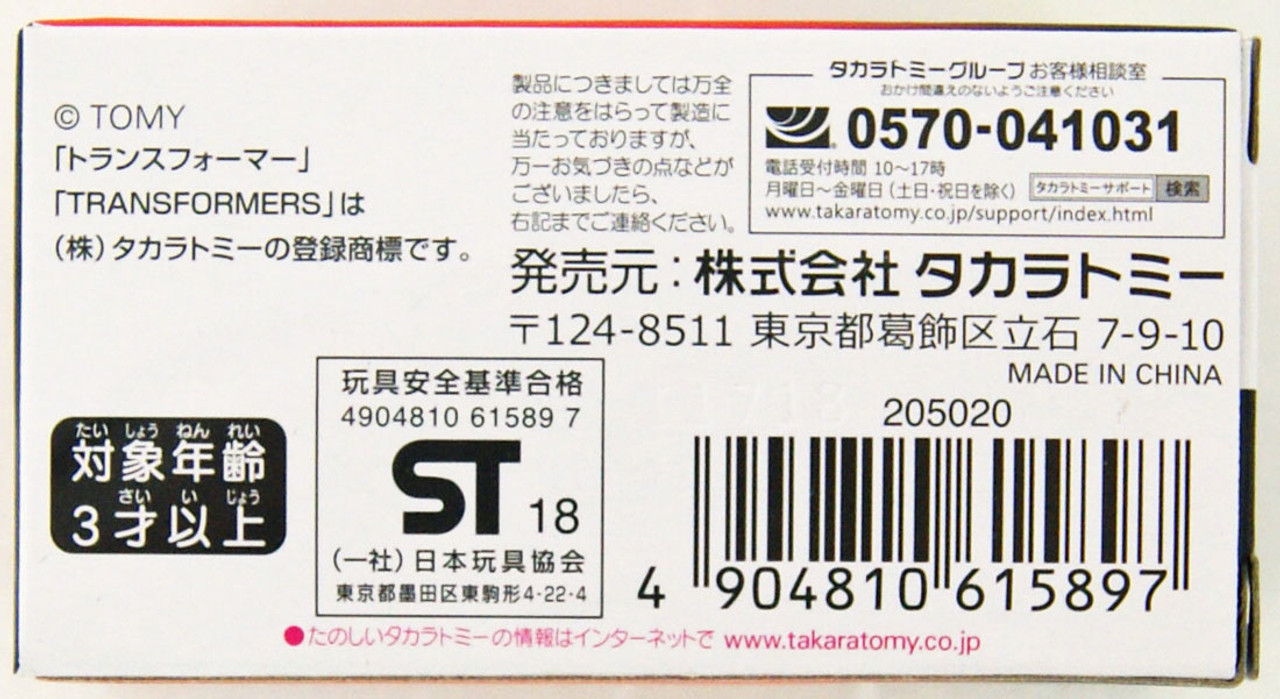 © TOMY
「トランスフォーマー」
「TRANSFORMERS」は
(株)タカラトミーの登録商標です。
製品につきましては万全
の注意をはらって製造に
当たっておりますが、
万一お気づきの点などが
ございましたら、
右記までご連絡ください。
タカラトミーグループお客様相談室
おかけ間違えのないようご注意ください
0570-041031
電話受付時間 10～17時
月曜日～金曜日(土日・祝日を除く) タカラトミーサポート 検索
www.takaratomy.co.jp/support/index.html
発売元:株式会社 タカラトミー
〒124-8511 東京都葛飾区立石 7-9-10
MADE IN CHINA
たい しょう ねん れい
対象年齢
さい い じょう
3才以上
玩具安全基準合格
4904810 61589 7
ST 18
(一社)日本玩具協会
東京都墨田区東駒形4-22-4
205020
4 904810 615897
●たのしいタカラトミーの情報はインターネットで www.takaratomy.co.jp